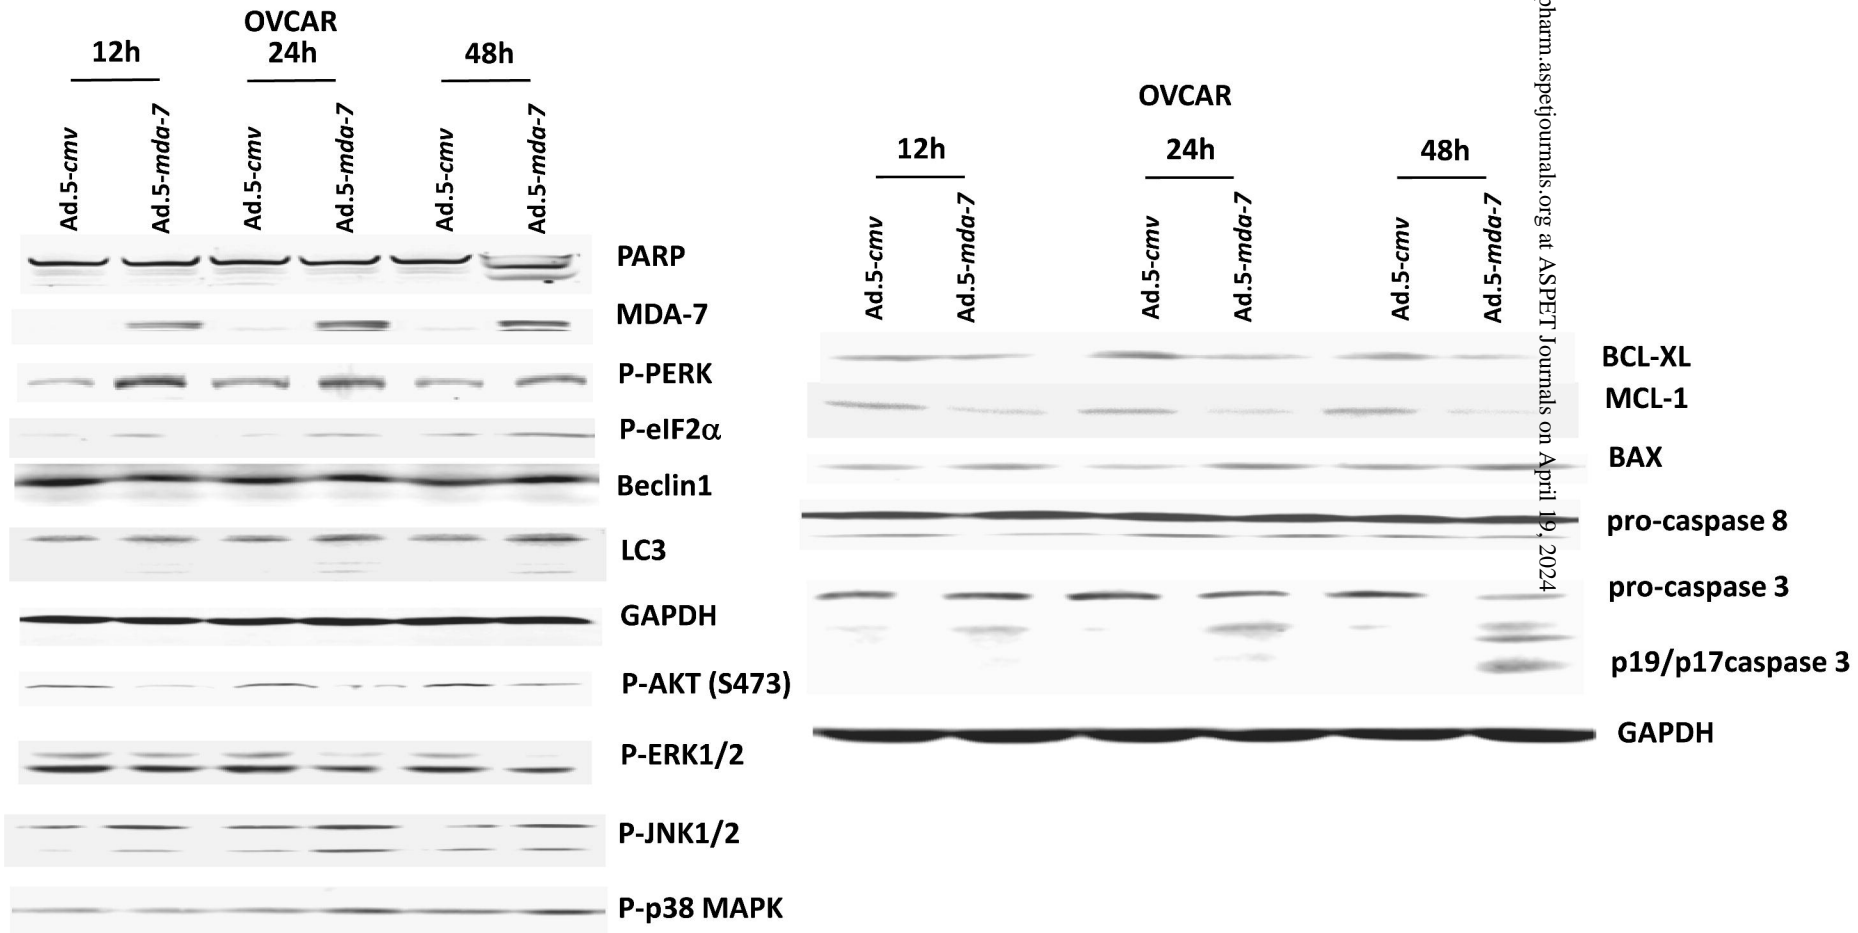 OVCAR
12h 24h 48h
Ad.5-cmv Ad.5-mda-7 Ad.5-cmv Ad.5-mda-7 Ad.5-cmv Ad.5-mda-7
PARP
MDA-7
P-PERK
P-eIF2α
Beclin1
LC3
GAPDH
P-AKT (S473)
P-ERK1/2
P-JNK1/2
P-p38 MAPK
OVCAR
12h 24h 48h
Ad.5-cmv Ad.5-mda-7 Ad.5-cmv Ad.5-mda-7 Ad.5-cmv Ad.5-mda-7
BCL-XL
MCL-1
BAX
pro-caspase 8
pro-caspase 3
p19/p17caspase 3
GAPDH
pharm.aspetjournals.org at ASPET Journals on April 19, 2024